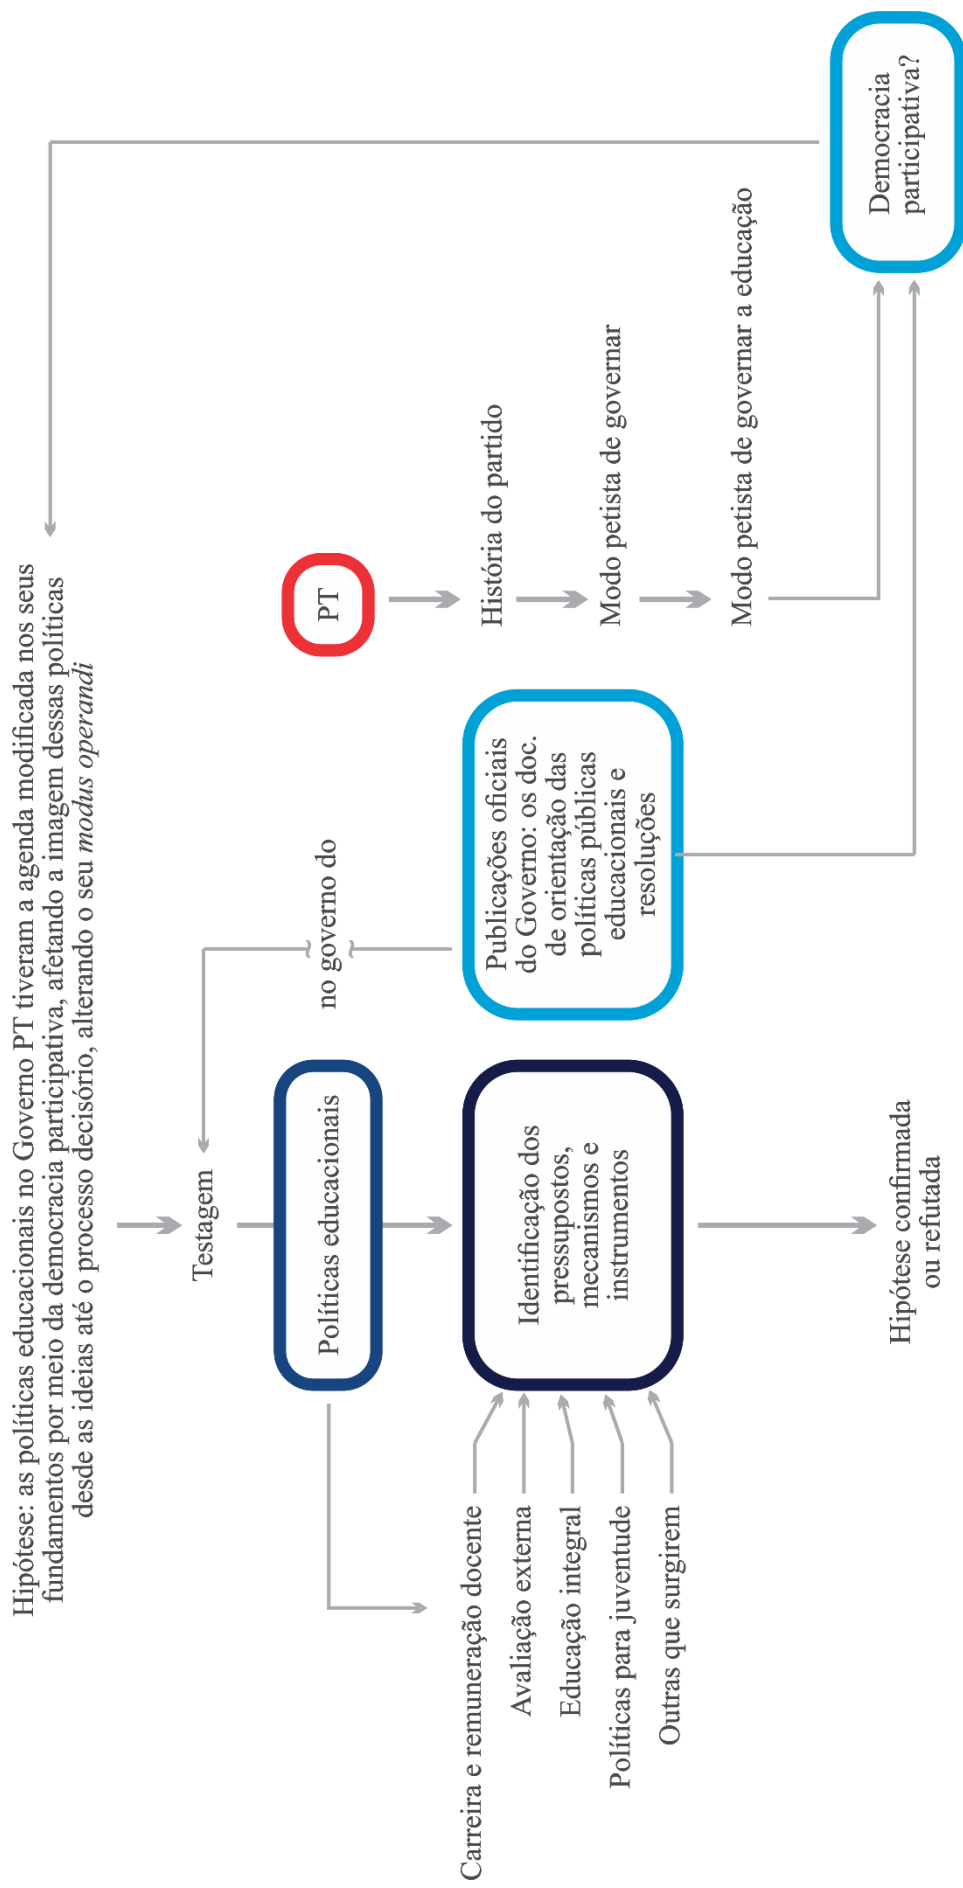 Hipótese: as políticas educacionais no Governo PT tiveram a agenda modificada nos seus
fundamentos por meio da democracia participativa, afetando a imagem dessas políticas
desde as ideias até o processo decisório, alterando o seu modus operandi
Testagem
no governo do
PT
Políticas educacionais
Carreira e remuneração docente
Avaliação externa
Educação integral
Políticas para juventude
Outras que surgirem
Identificação dos
pressupostos,
mecanismos e
instrumentos
Publicações oficiais
do Governo: os doc.
de orientação das
políticas públicas
educacionais e
resoluções
História do partido
Modo petista de governar
Modo petista de governar a educação
Democracia
participativa?
Hipótese confirmada
ou refutada